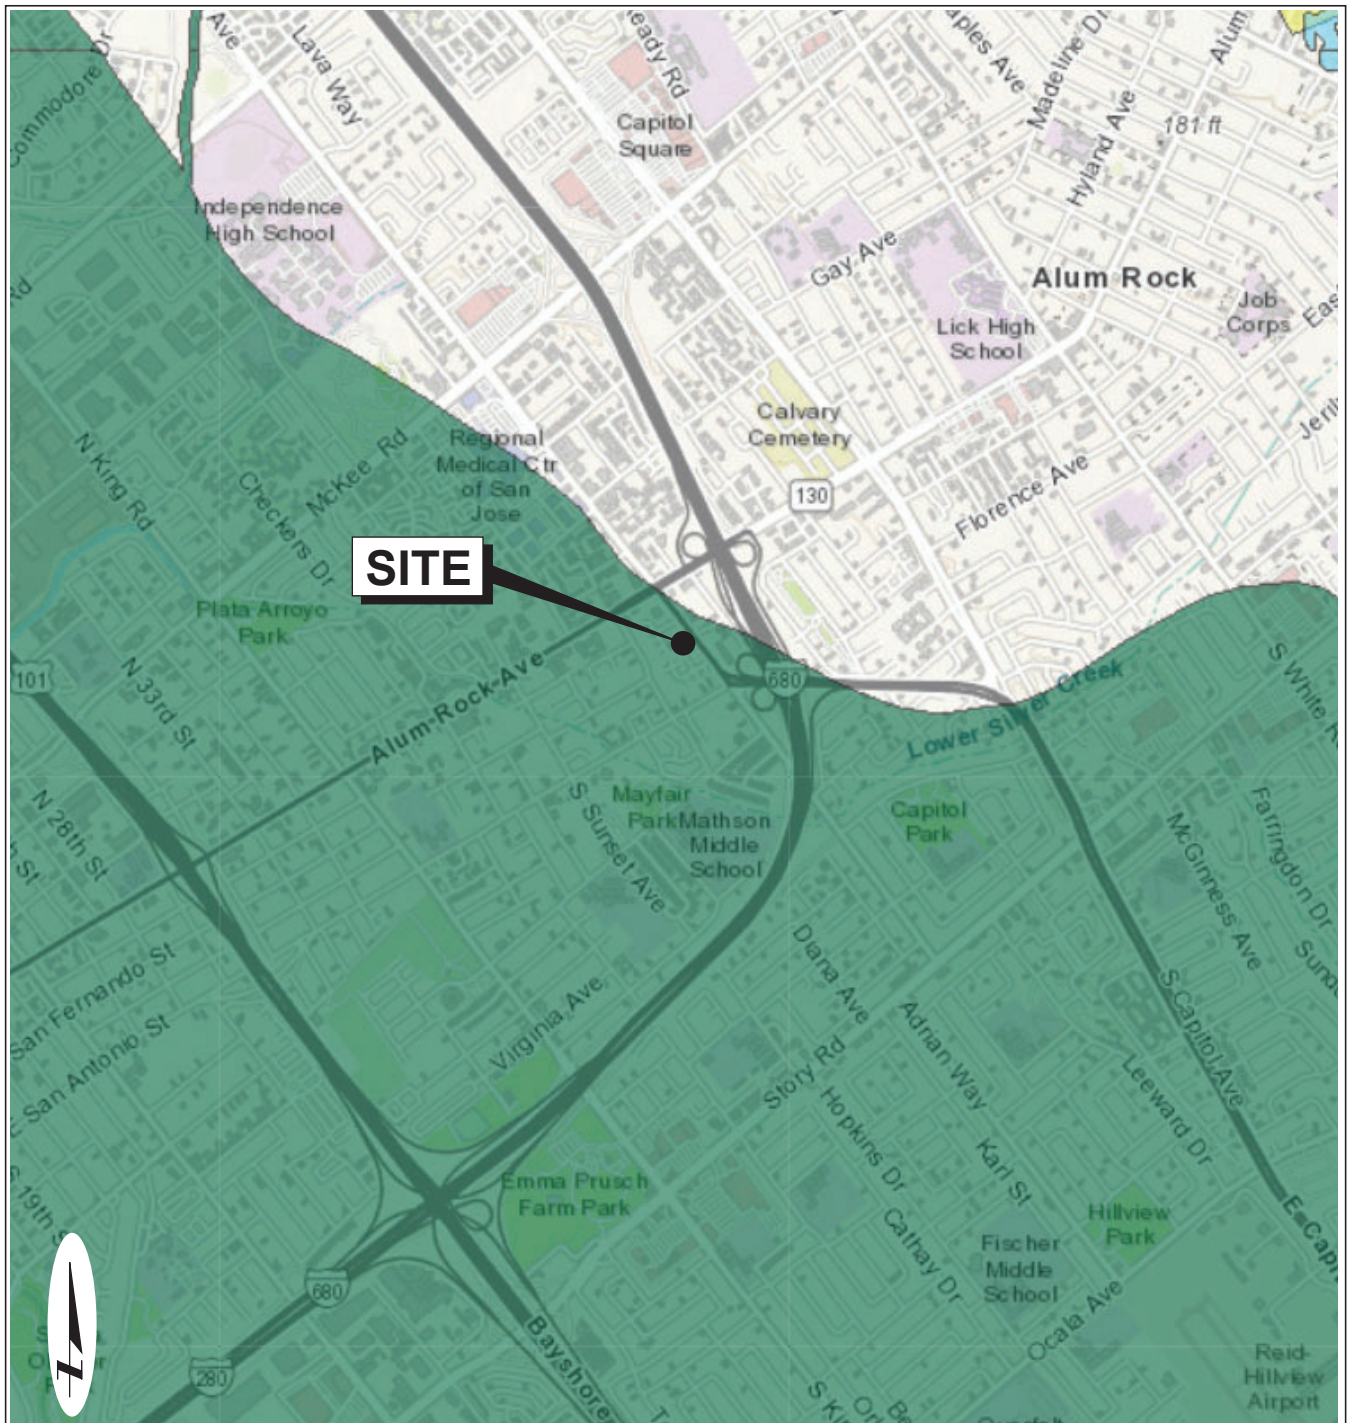 Ave
Lava Way
Commodore Dr
Capitol
Square
Madeline Dr
Hyland Ave
Alum
181 ft
Independence
High School
Rd
Gay Ave
Alum Rock
Lick High
School
Job
Corps
Calvary
Cemetery
130
Florence Ave
Regional
Medical Ctr
of San
Jose
N King Rd
Checkers Dr
McKee Rd
SITE
Plata Arroyo
Park
101
N 33rd St
Alum-Rock-Ave
680
Lower Silver Creek
S White
N 28th St
S Sunset Ave
Mayfair
Park
Mathson
Middle
School
Capitol
Park
McGinness Ave
Farringdon Dr
San Fernando St
E San Antonio St
Virginia Ave
Diana Ave
Story Rd
Adrian Way
S Capitol Ave
Leeward Dr
Hopkins Dr
Karl St
Emma Prusch
Farm Park
Cathay Dr
Hillview
Park
Fischer
Middle
School
Ocala Ave
S 19th
680
280
Bayshore
Reid-
Hillview
Airport